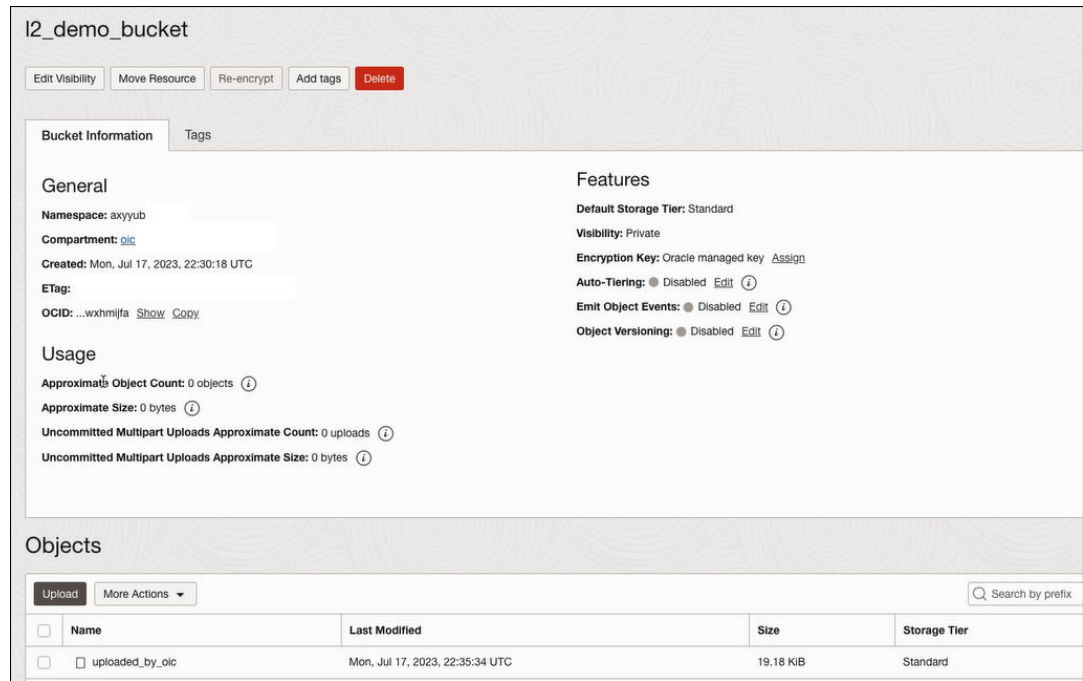 l2_demo_bucket
Edit Visibility Move Resource Re-encrypt Add tags Delete
Bucket Information Tags
General
Namespace: axyyub
Compartment: oic
Created: Mon, Jul 17, 2023, 22:30:18 UTC
ETag:
OCID: ...wxhmijfa Show Copy
Usage
Approximate Object Count: 0 objects
Approximate Size: 0 bytes
Uncommitted Multipart Uploads Approximate Count: 0 uploads
Uncommitted Multipart Uploads Approximate Size: 0 bytes
Features
Default Storage Tier: Standard
Visibility: Private
Encryption Key: Oracle managed key Assign
Auto-Tiering: Disabled Edit
Emit Object Events: Disabled Edit
Object Versioning: Disabled Edit
Objects
Upload More Actions Search by prefix
Name Last Modified Size Storage Tier
uploaded_by_oic Mon, Jul 17, 2023, 22:35:34 UTC 19.18 KiB Standard